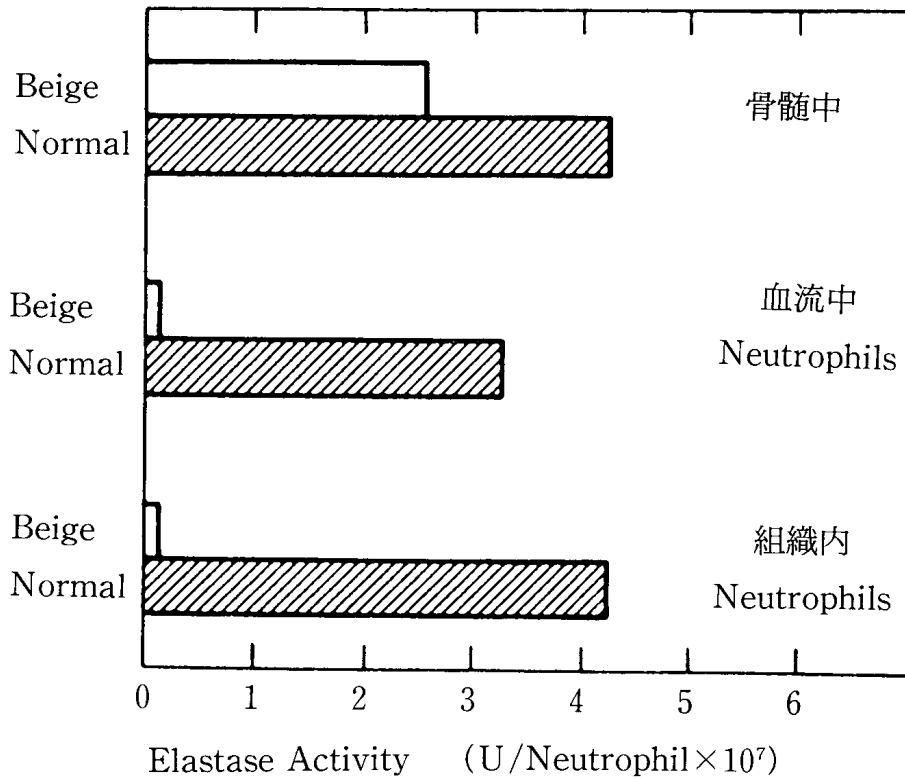 Beige
Normal
骨髄中
Beige
Normal
血流中
Neutrophils
Beige
Normal
組織内
Neutrophils
0 1 2 3 4 5 6
Elastase Activity (U/Neutrophil×10⁷)